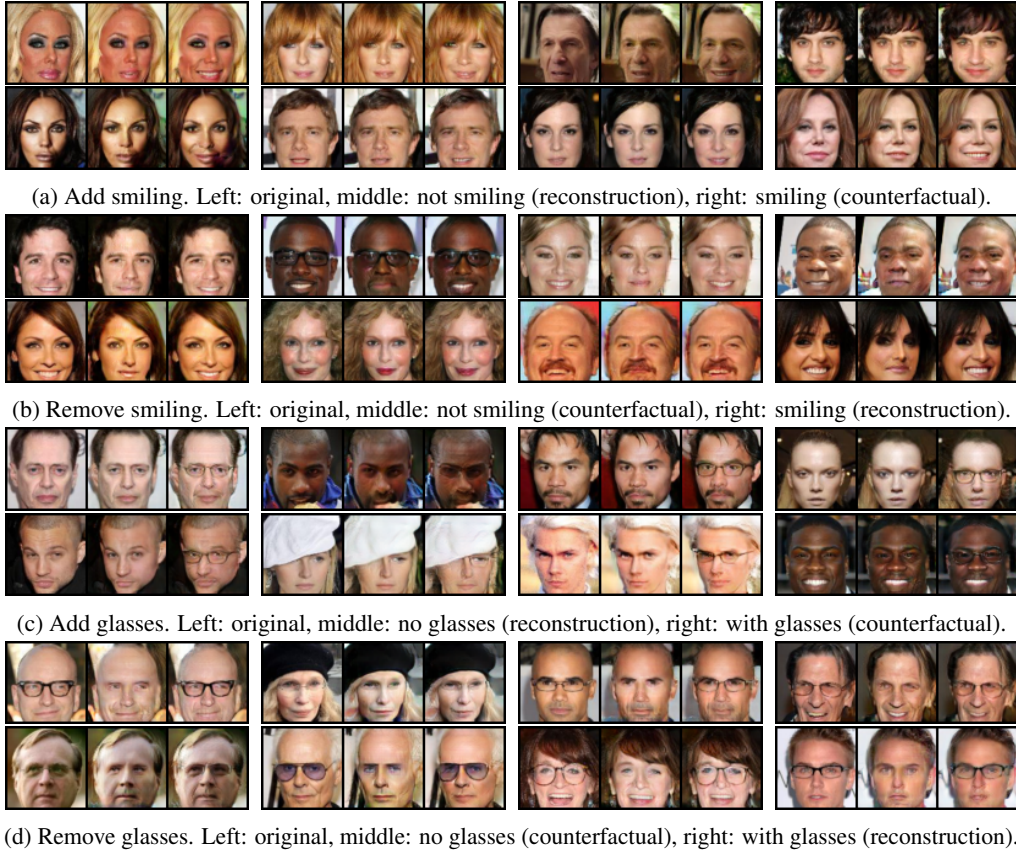 (a) Add smiling. Left: original, middle: not smiling (reconstruction), right: smiling (counterfactual).
(b) Remove smiling. Left: original, middle: not smiling (counterfactual), right: smiling (reconstruction).
(c) Add glasses. Left: original, middle: no glasses (reconstruction), right: with glasses (counterfactual).
(d) Remove glasses. Left: original, middle: no glasses (counterfactual), right: with glasses (reconstruction).